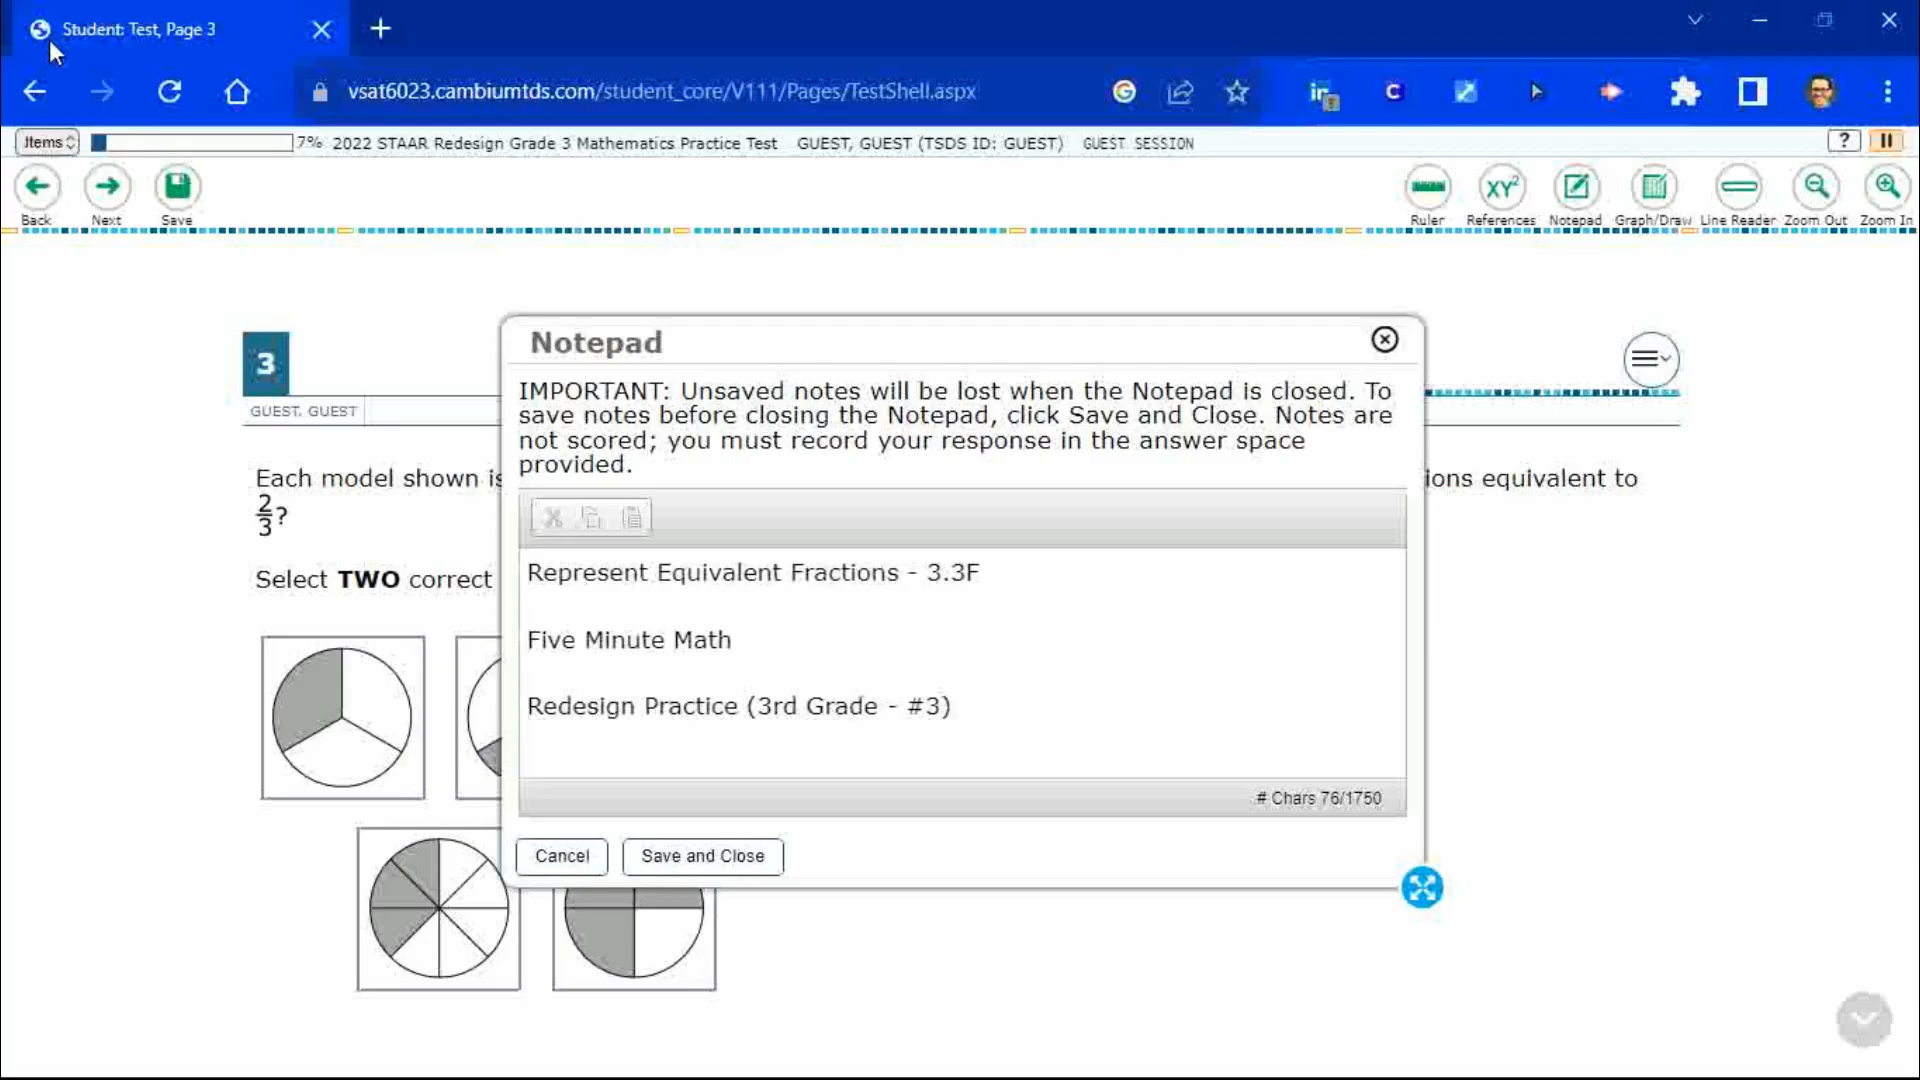 Student: Test, Page 3
vsat6023.cambiumtds.com/student_core/V111/Pages/TestShell.aspx
Items 7% 2022 STAAR Redesign Grade 3 Mathematics Practice Test GUEST, GUEST (TSDS ID: GUEST) GUEST SESSION ?
Back Next Save Ruler XY² References Notepad Graph/Draw Line Reader Zoom Out Zoom In
3
GUEST, GUEST
Each model shown is
ions equivalent to
2/3?
Select TWO correct
Notepad
IMPORTANT: Unsaved notes will be lost when the Notepad is closed. To
save notes before closing the Notepad, click Save and Close. Notes are
not scored; you must record your response in the answer space
provided.
Represent Equivalent Fractions - 3.3F
Five Minute Math
Redesign Practice (3rd Grade - #3)
# Chars 76/1750
Cancel Save and Close